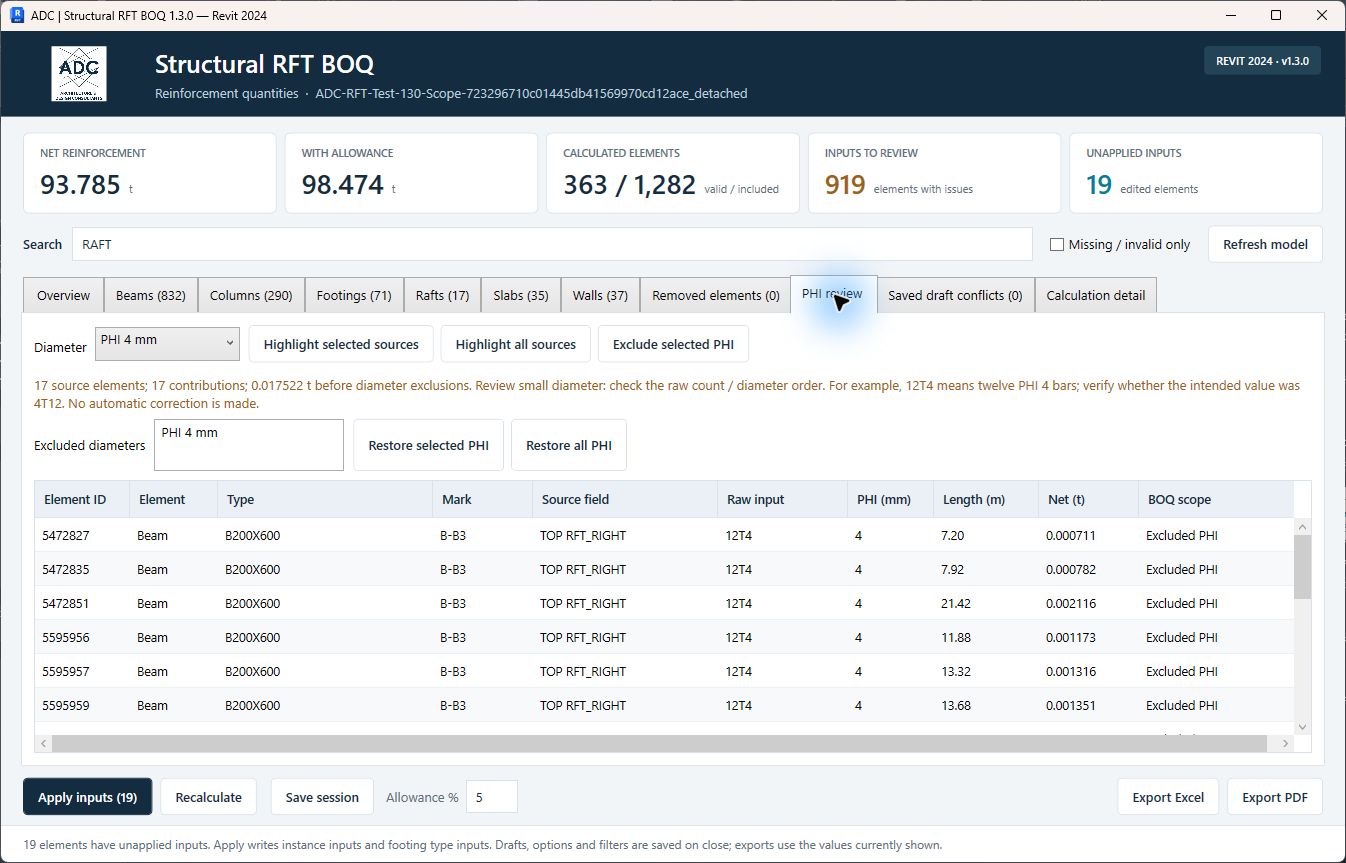 ADC | Structural RFT BOQ 1.3.0 — Revit 2024
ADC
Structural RFT BOQ
Reinforcement quantities · ADC-RFT-Test-130-Scope-723296710c01445db41569970cd12ace_detached
REVIT 2024 · v1.3.0
NET REINFORCEMENT
93.785 t
WITH ALLOWANCE
98.474 t
CALCULATED ELEMENTS
363 / 1,282 valid / included
INPUTS TO REVIEW
919 elements with issues
UNAPPLIED INPUTS
19 edited elements
Search RAFT Missing / invalid only Refresh model
Overview Beams (832) Columns (290) Footings (71) Rafts (17) Slabs (35) Walls (37) Removed elements (0) PHI review Saved draft conflicts (0) Calculation detail
Diameter PHI 4 mm Highlight selected sources Highlight all sources Exclude selected PHI
17 source elements; 17 contributions; 0.017522 t before diameter exclusions. Review small diameter: check the raw count / diameter order. For example, 12T4 means twelve PHI 4 bars; verify whether the intended value was
4T12. No automatic correction is made.
Excluded diameters PHI 4 mm Restore selected PHI Restore all PHI
Element ID Element Type Mark Source field Raw input PHI (mm) Length (m) Net (t) BOQ scope
5472827 Beam B200X600 B-B3 TOP RFT_RIGHT 12T4 4 7.20 0.000711 Excluded PHI
5472835 Beam B200X600 B-B3 TOP RFT_RIGHT 12T4 4 7.92 0.000782 Excluded PHI
5472851 Beam B200X600 B-B3 TOP RFT_RIGHT 12T4 4 21.42 0.002116 Excluded PHI
5595956 Beam B200X600 B-B3 TOP RFT_RIGHT 12T4 4 11.88 0.001173 Excluded PHI
5595957 Beam B200X600 B-B3 TOP RFT_RIGHT 12T4 4 13.32 0.001316 Excluded PHI
5595959 Beam B200X600 B-B3 TOP RFT_RIGHT 12T4 4 13.68 0.001351 Excluded PHI
Apply inputs (19) Recalculate Save session Allowance % 5 Export Excel Export PDF
19 elements have unapplied inputs. Apply writes instance inputs and footing type inputs. Drafts, options and filters are saved on close; exports use the values currently shown.